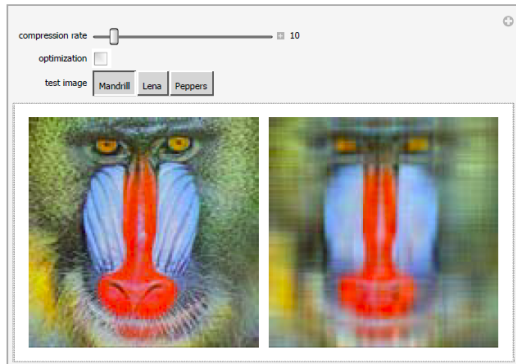 compression rate 10
optimization
test image Mandrill Lena Peppers